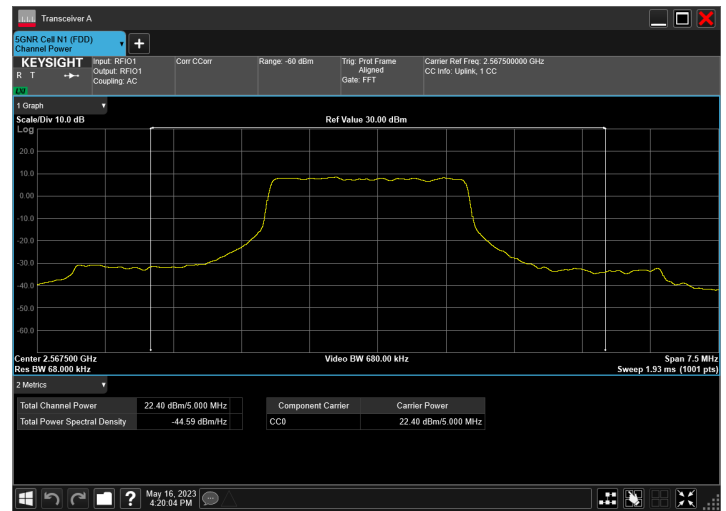 Transceiver A
5GNR Cell N1 (FDD)
Channel Power
KEYSIGHT
R T
LXI
Input: RFIO1
Output: RFIO1
Coupling: AC
Corr CCorr
Range: -60 dBm
Trig: Prot Frame
Aligned
Gate: FFT
Carrier Ref Freq: 2.567500000 GHz
CC Info: Uplink, 1 CC
1 Graph
Scale/Div 10.0 dB
Ref Value 30.00 dBm
Log
20.0
10.0
0.00
-10.0
-20.0
-30.0
-40.0
-50.0
-60.0
Center 2.567500 GHz
Video BW 680.00 kHz
Span 7.5 MHz
Res BW 68.000 kHz
Sweep 1.93 ms (1001 pts)
2 Metrics
Total Channel Power 22.40 dBm/5.000 MHz
Total Power Spectral Density -44.59 dBm/Hz
Component Carrier Carrier Power
CC0 22.40 dBm/5.000 MHz
? May 16, 2023
4:20:04 PM